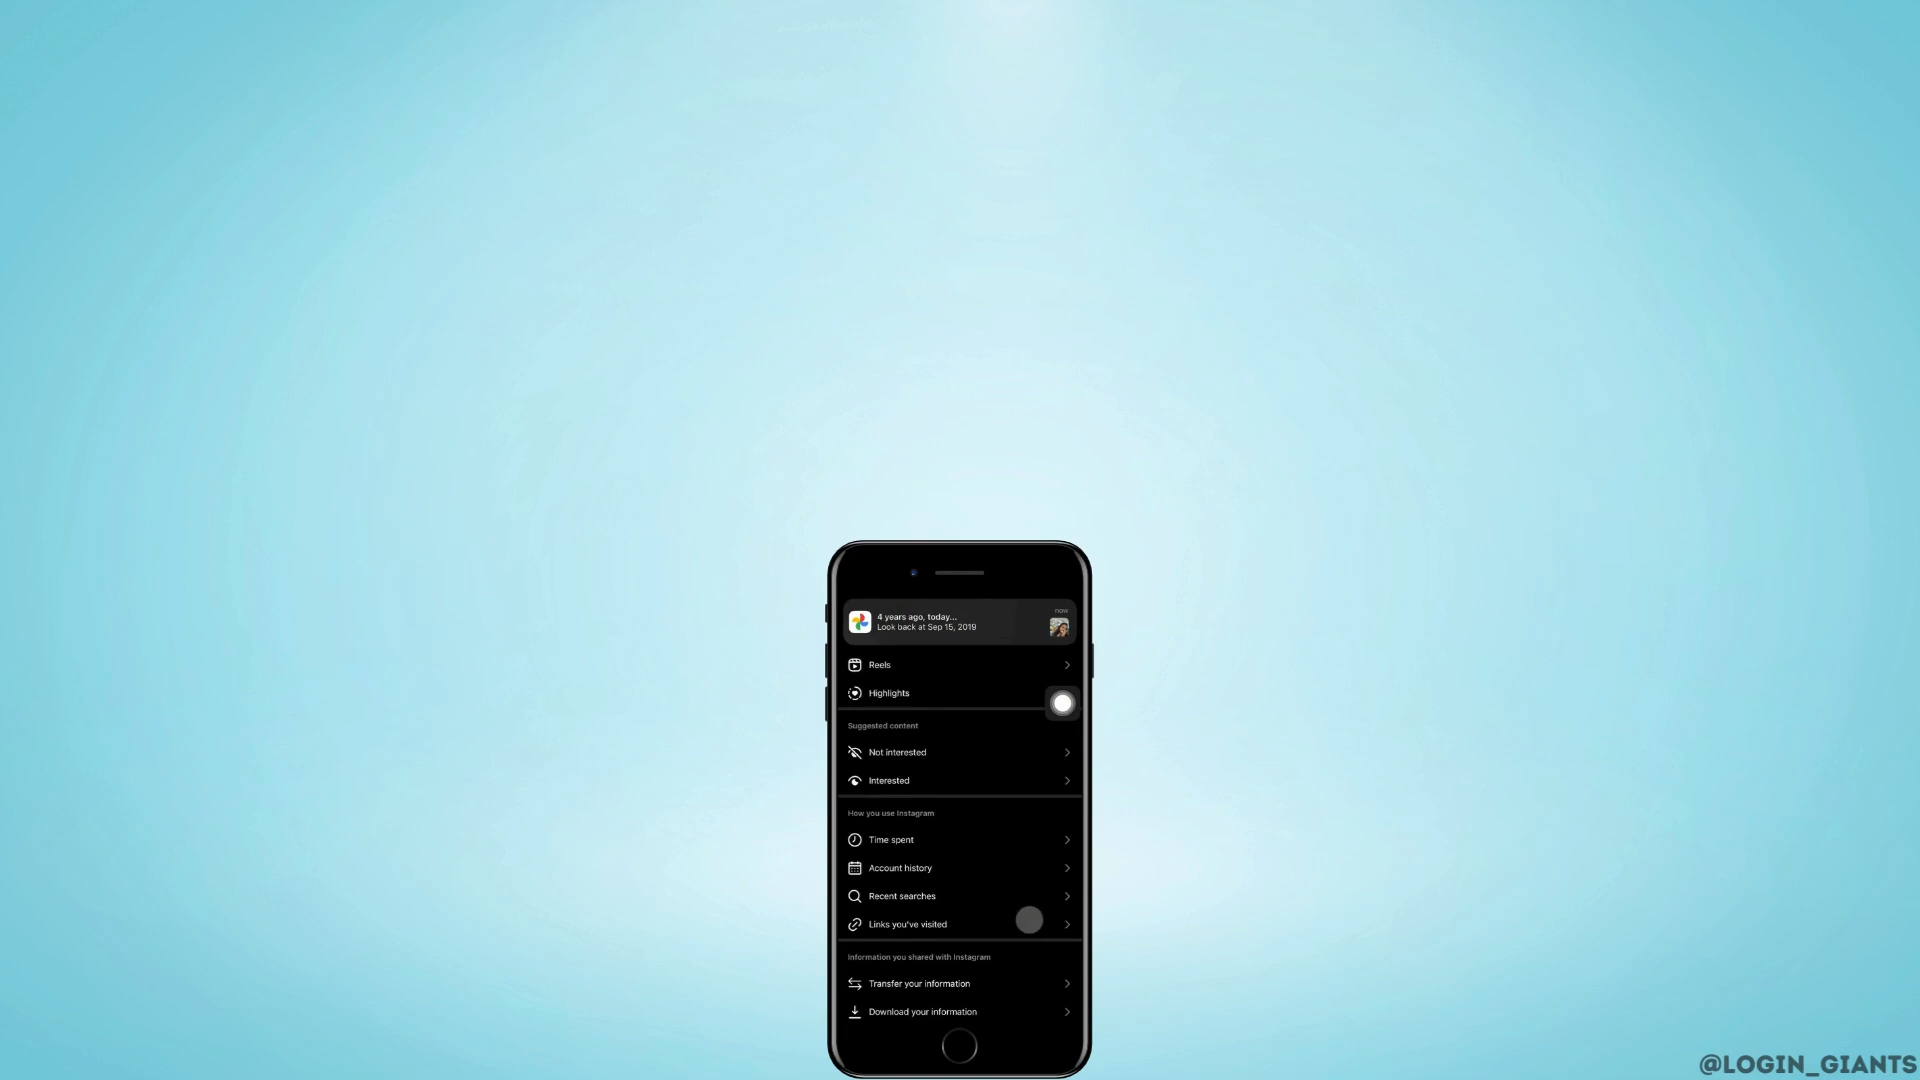 now
4 years ago, today...
Look back at Sep 15, 2019
Reels
Highlights
Suggested content
Not interested
Interested
How you use Instagram
Time spent
Account history
Recent searches
Links you've visited
Information you shared with Instagram
Transfer your information
Download your information
@LOGIN_GIANTS